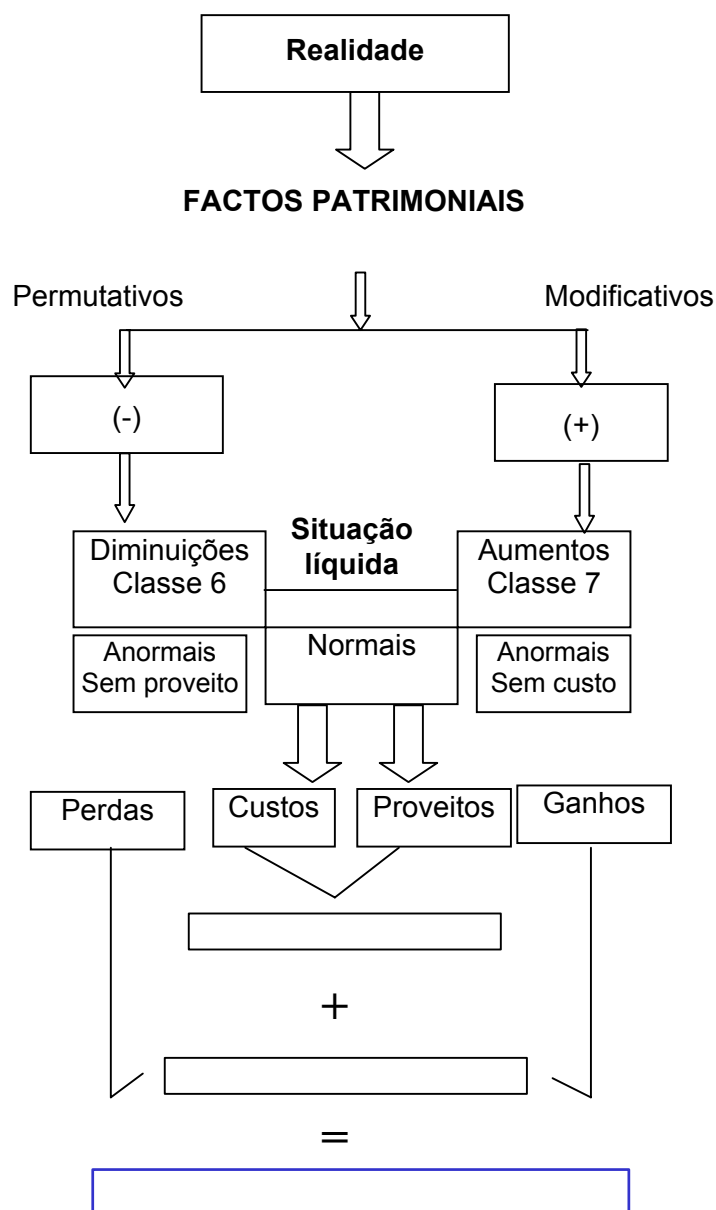 Realidade
FACTOS PATRIMONIAIS
Permutativos
Modificativos
(-)
(+)
Diminuições
Classe 6
Situação
líquida
Aumentos
Classe 7
Anormais
Sem proveito
Normais
Anormais
Sem custo
Perdas
Custos
Proveitos
Ganhos
+
=